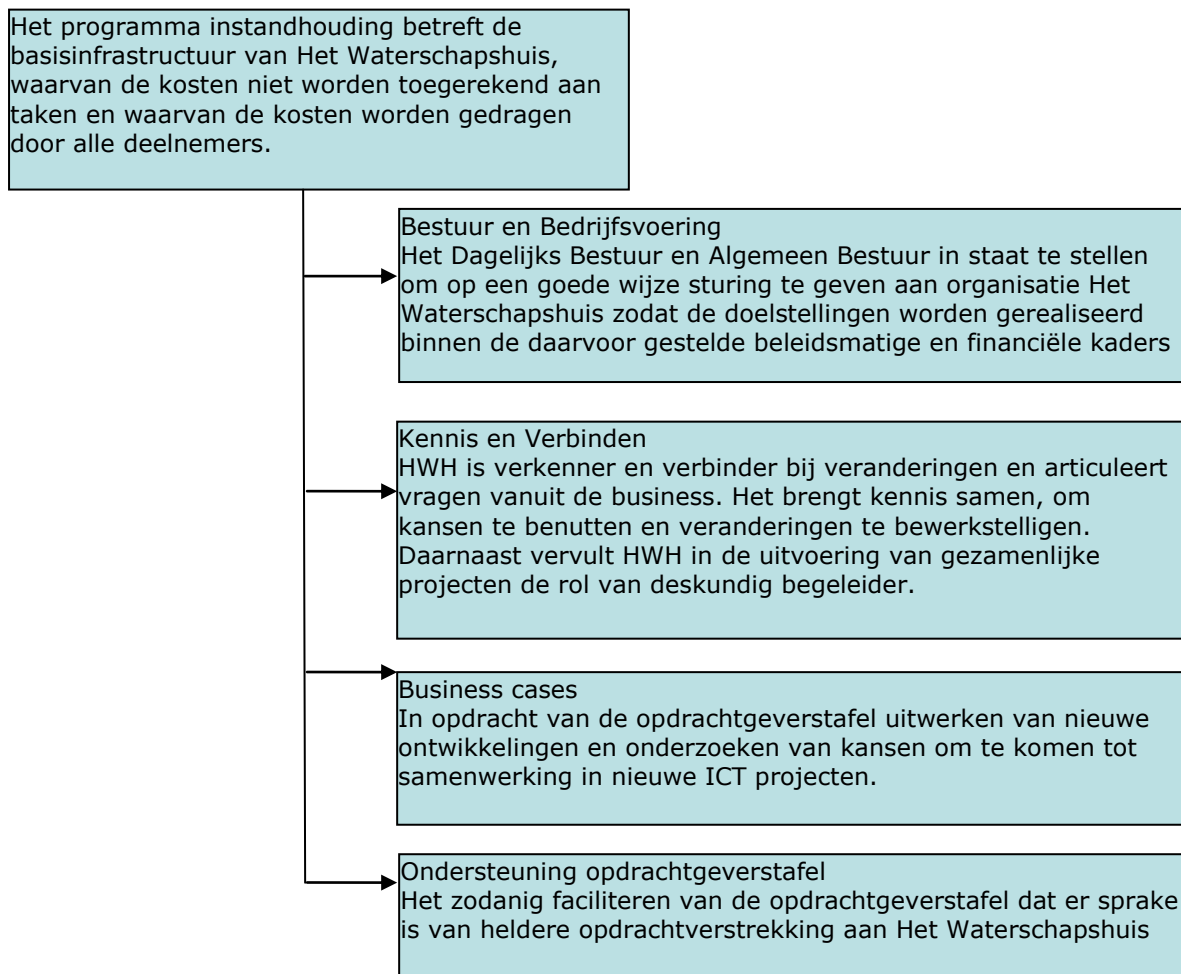 Het programma instandhouding betreft de
basisinfrastructuur van Het Waterschapshuis,
waarvan de kosten niet worden toegerekend aan
taken en waarvan de kosten worden gedragen
door alle deelnemers.
Bestuur en Bedrijfsvoering
Het Dagelijks Bestuur en Algemeen Bestuur in staat te stellen
om op een goede wijze sturing te geven aan organisatie Het
Waterschapshuis zodat de doelstellingen worden gerealiseerd
binnen de daarvoor gestelde beleidsmatige en financiële kaders
Kennis en Verbinden
HWH is verkenner en verbinder bij veranderingen en articuleert
vragen vanuit de business. Het brengt kennis samen, om
kansen te benutten en veranderingen te bewerkstelligen.
Daarnaast vervult HWH in de uitvoering van gezamenlijke
projecten de rol van deskundig begeleider.
Business cases
In opdracht van de opdrachtgeverstafel uitwerken van nieuwe
ontwikkelingen en onderzoeken van kansen om te komen tot
samenwerking in nieuwe ICT projecten.
Ondersteuning opdrachtgeverstafel
Het zodanig faciliteren van de opdrachtgeverstafel dat er sprake
is van heldere opdrachtverstrekking aan Het Waterschapshuis